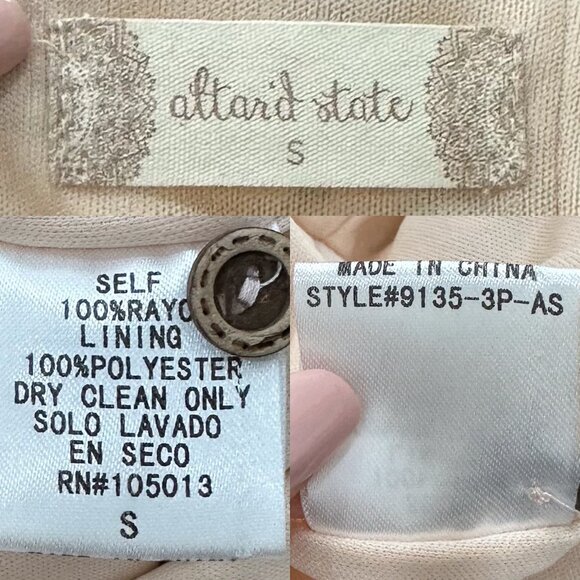 altar'd state
S
SELF
100%RAYO
LINING
100%POLYESTER
DRY CLEAN ONLY
SOLO LAVADO
EN SECO
RN#105013
S
MADE IN CHINA
STYLE#9135-3P-AS